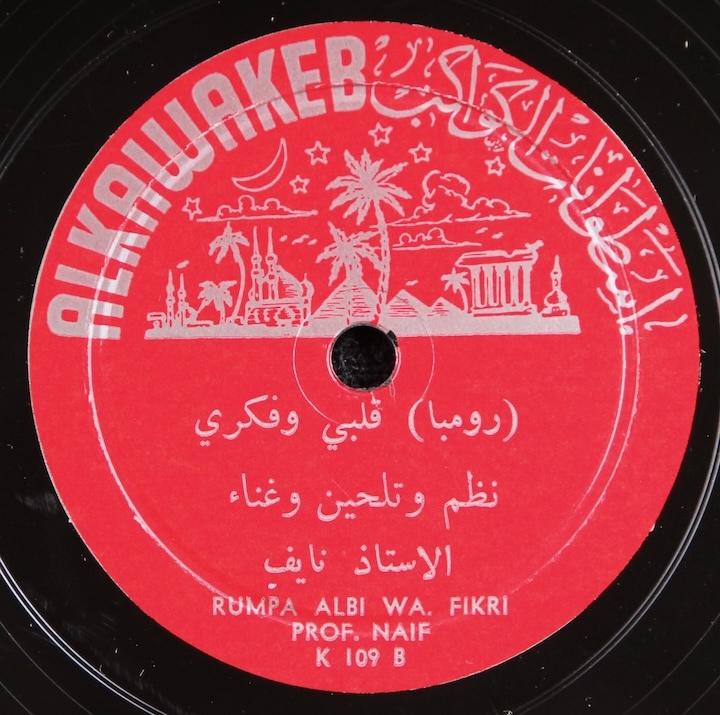 ALKAWAKEB
اسطوانات الكواكب
(رومبا) قلبي وفكري
نظم وتلحين وغناء
الاستاذ نايف
RUMPA ALBI WA. FIKRI
PROF. NAIF
K 109 B